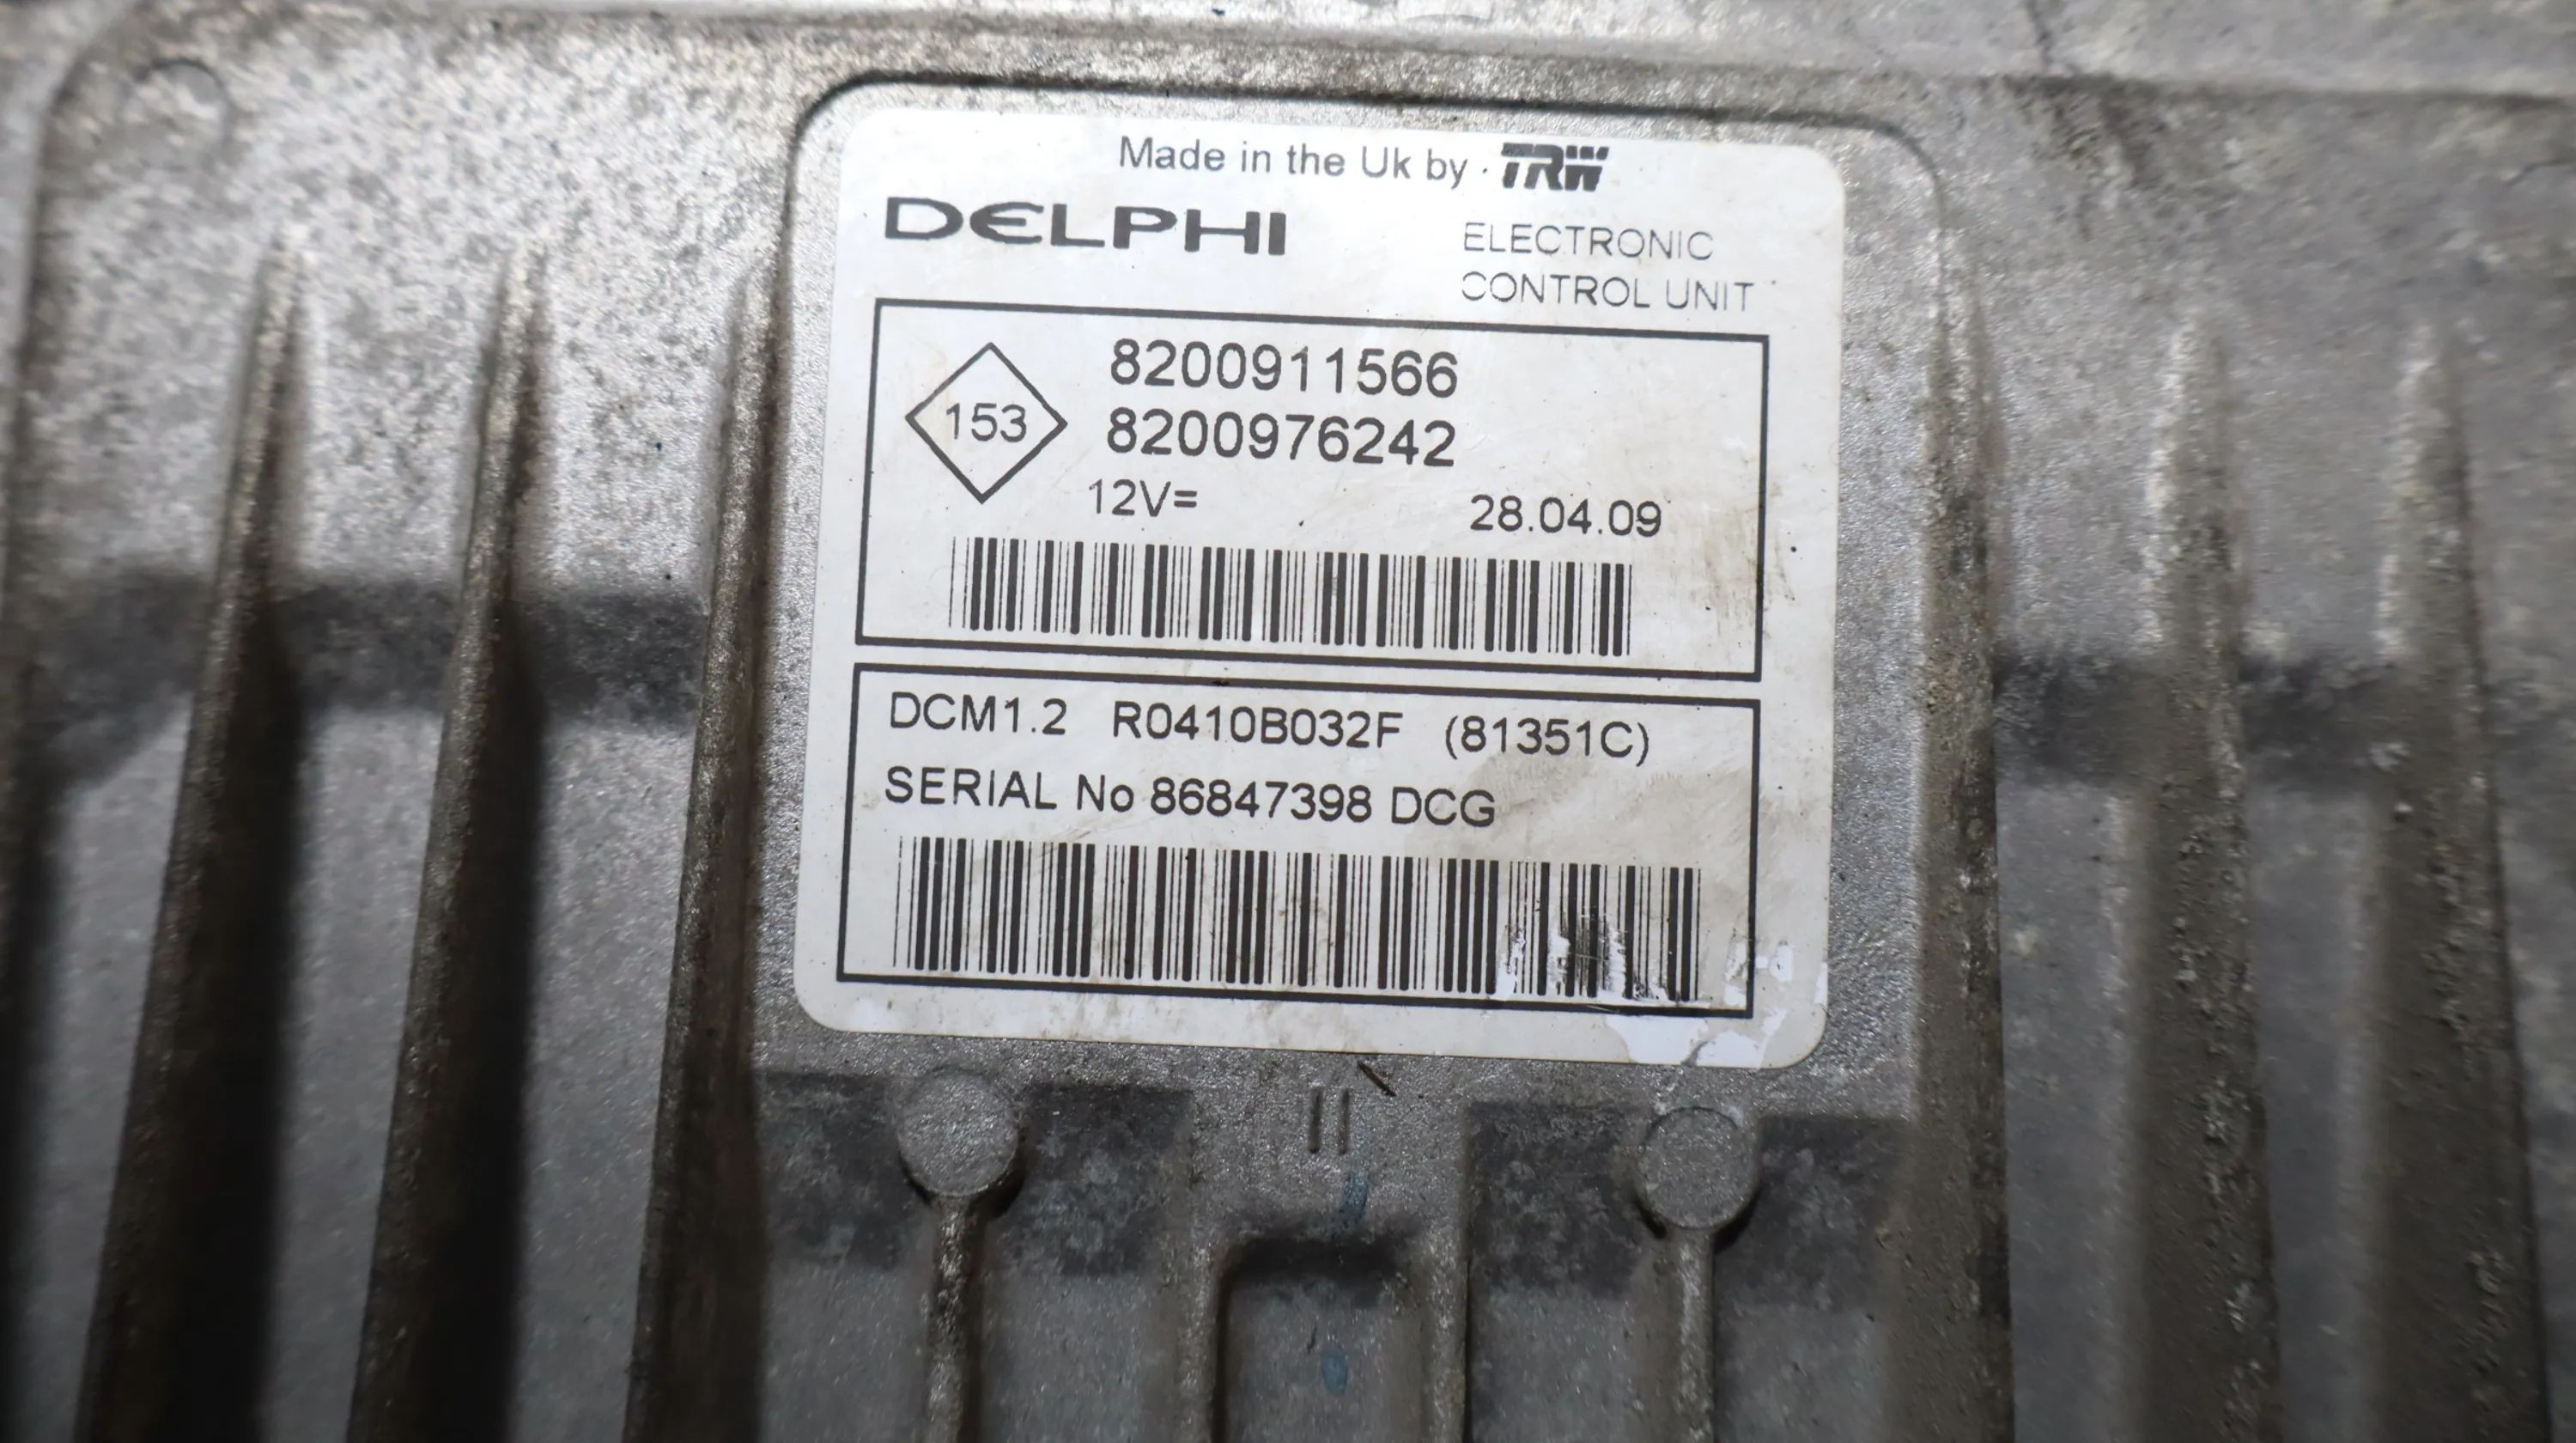 Made in the Uk by · TRW
DELPHI
ELECTRONIC
CONTROL UNIT
153
8200911566
8200976242
12V=
28.04.09
DCM1.2 R0410B032F (81351C)
SERIAL No 86847398 DCG